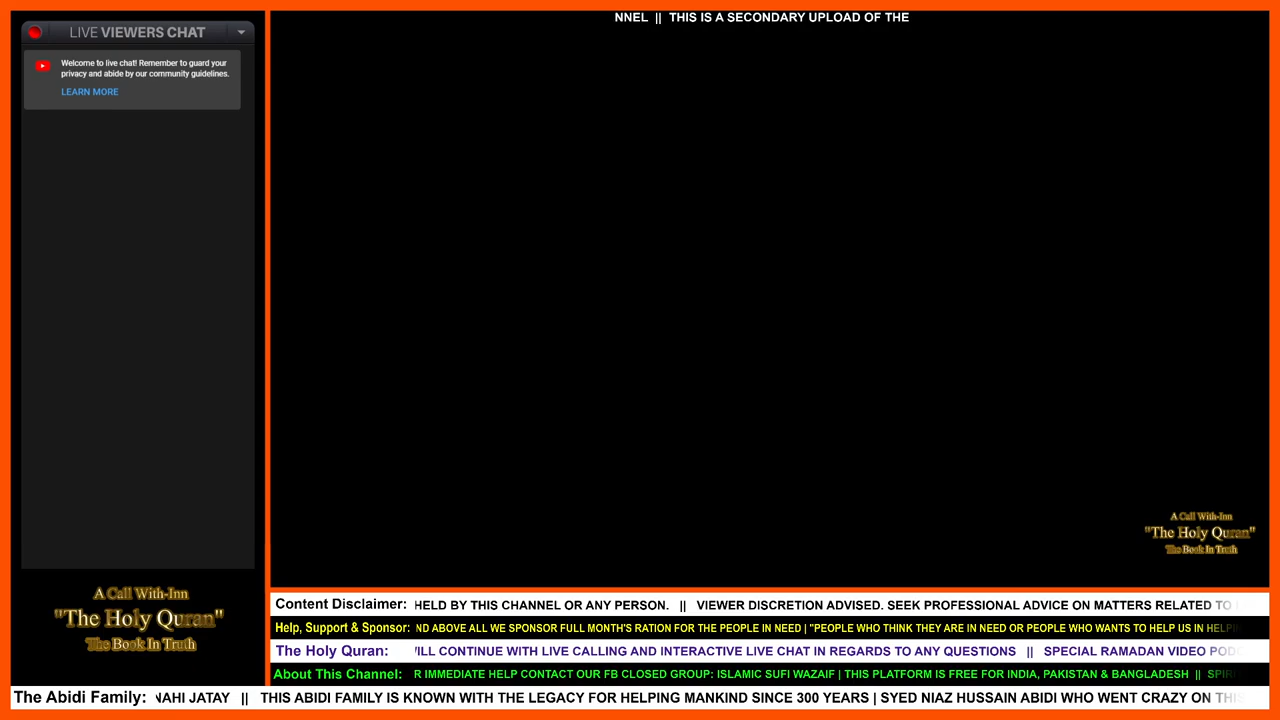 NNEL || THIS IS A SECONDARY UPLOAD OF THE
LIVE VIEWERS CHAT
Welcome to live chat! Remember to guard your
privacy and abide by our community guidelines.
LEARN MORE
A Call With-Inn
"The Holy Quran"
The Book In Truth
A Call With-Inn
"The Holy Quran"
The Book In Truth
Content Disclaimer: HELD BY THIS CHANNEL OR ANY PERSON. || VIEWER DISCRETION ADVISED. SEEK PROFESSIONAL ADVICE ON MATTERS RELATED TO
Help, Support & Sponsor: ND ABOVE ALL WE SPONSOR FULL MONTH'S RATION FOR THE PEOPLE IN NEED | "PEOPLE WHO THINK THEY ARE IN NEED OR PEOPLE WHO WANTS TO HELP US IN HELPIN
The Holy Quran: ILL CONTINUE WITH LIVE CALLING AND INTERACTIVE LIVE CHAT IN REGARDS TO ANY QUESTIONS || SPECIAL RAMADAN VIDEO PODC
About This Channel: R IMMEDIATE HELP CONTACT OUR FB CLOSED GROUP: ISLAMIC SUFI WAZAIF | THIS PLATFORM IS FREE FOR INDIA, PAKISTAN & BANGLADESH || SPIR
The Abidi Family: NAHI JATAY || THIS ABIDI FAMILY IS KNOWN WITH THE LEGACY FOR HELPING MANKIND SINCE 300 YEARS | SYED NIAZ HUSSAIN ABIDI WHO WENT CRAZY ON THIS